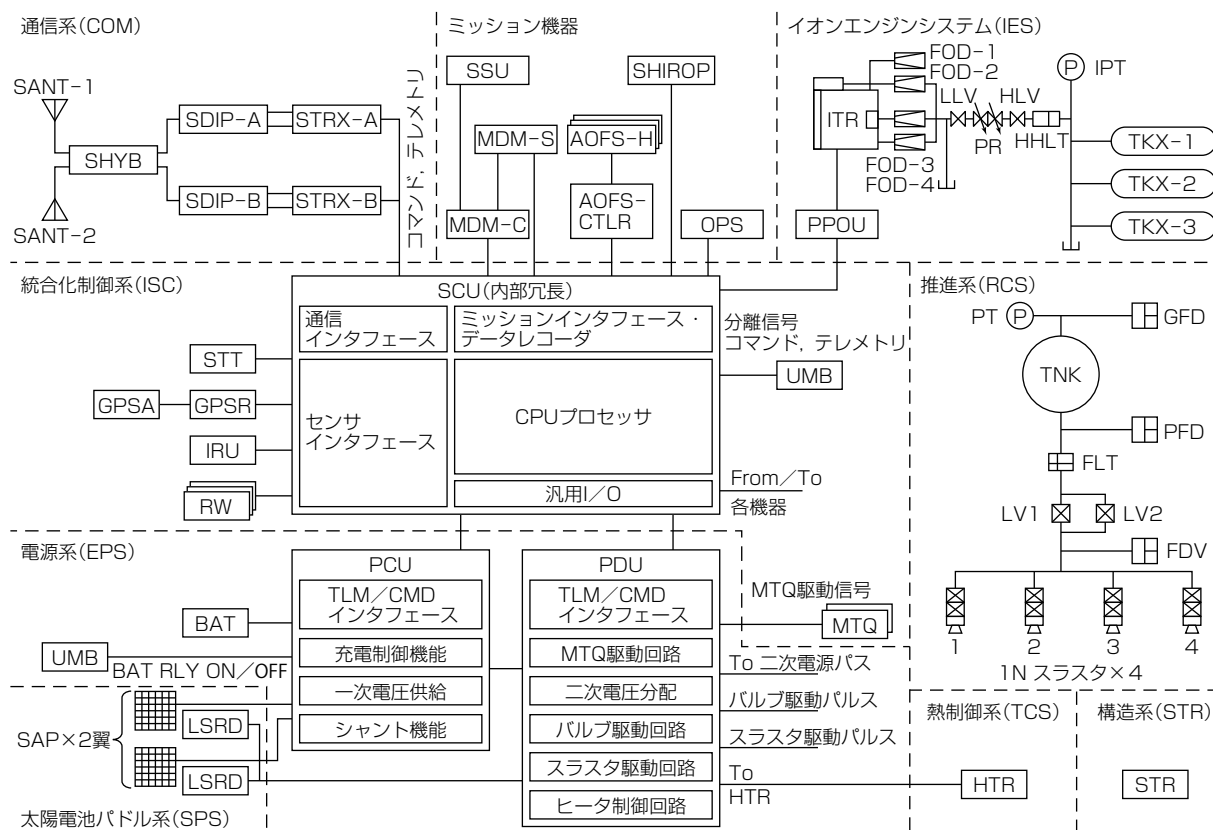 通信系(COM)
SANT-1
SANT-2
SHYB
SDIP-A
STRX-A
SDIP-B
STRX-B
コマンド, テレメトリ
ミッション機器
SSU
MDM-S
MDM-C
AOFS-H
AOFS-
CTLR
SHIROP
OPS
イオンエンジンシステム(IES)
ITR
FOD-1
FOD-2
FOD-3
FOD-4
LLV
PR
HLV
HHLT
P
IPT
TKX-1
TKX-2
TKX-3
PPOU
統合化制御系(ISC)
SCU(内部冗長)
通信
インタフェース
ミッションインタフェース・
データレコーダ
センサ
インタフェース
CPUプロセッサ
汎用I/O
STT
GPSA
GPSR
IRU
RW
分離信号
コマンド, テレメトリ
UMB
From/To
各機器
推進系(RCS)
PT
P
GFD
TNK
PFD
FLT
LV1
LV2
FDV
1
2
3
4
1N スラスタ×4
電源系(EPS)
PCU
TLM/CMD
インタフェース
充電制御機能
一次電圧供給
シャント機能
BAT
UMB
BAT RLY ON/OFF
PDU
TLM/CMD
インタフェース
MTQ駆動回路
二次電圧分配
バルブ駆動回路
スラスタ駆動回路
ヒータ制御回路
MTQ駆動信号
MTQ
To 二次電源パス
バルブ駆動パルス
スラスタ駆動パルス
To
HTR
SAP×2翼
LSRD
LSRD
太陽電池パドル系(SPS)
熱制御系(TCS)
HTR
構造系(STR)
STR